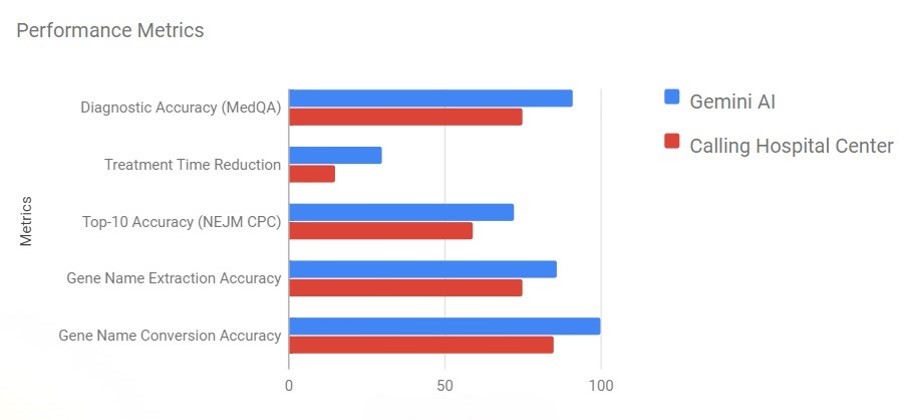 Performance Metrics
Gemini AI
Calling Hospital Center
Metrics
Diagnostic Accuracy (MedQA)
Treatment Time Reduction
Top-10 Accuracy (NEJM CPC)
Gene Name Extraction Accuracy
Gene Name Conversion Accuracy
0 50 100